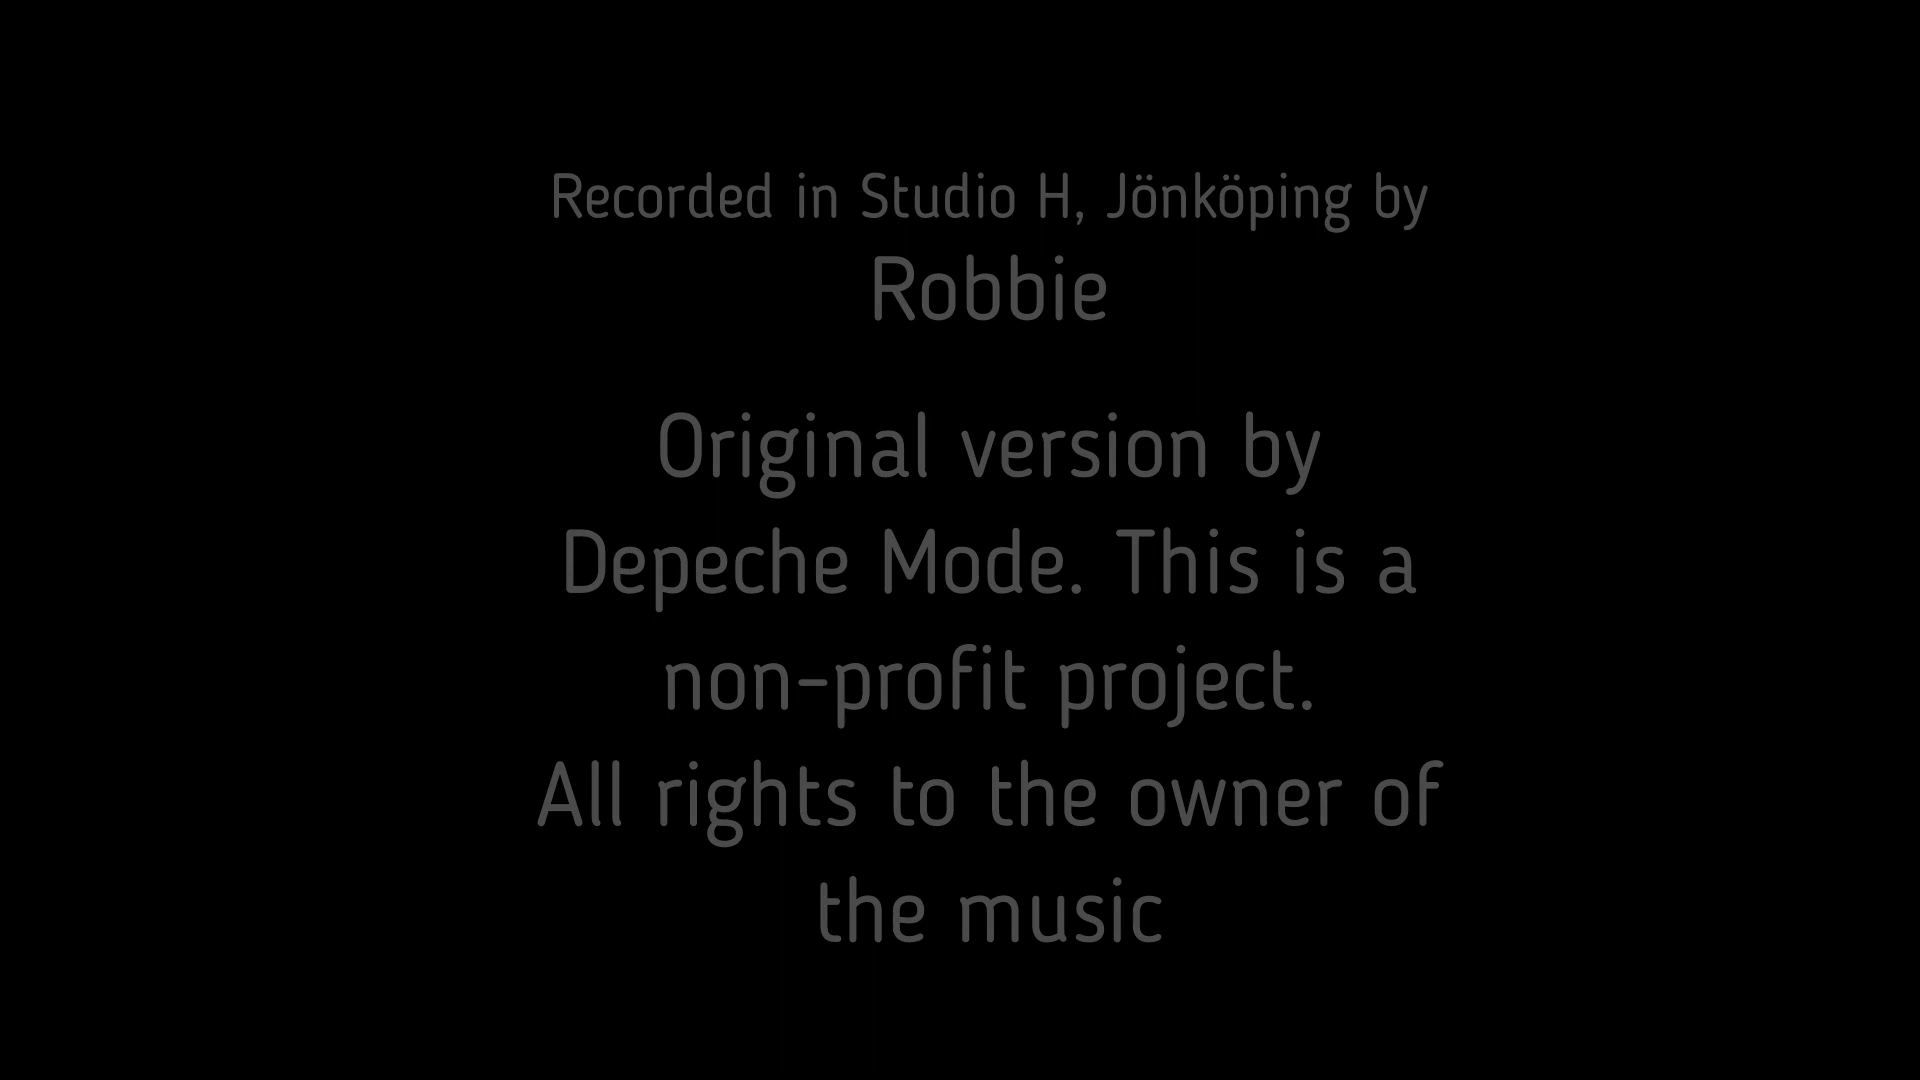 Recorded in Studio H, Jönköping by
Robbie
Original version by
Depeche Mode. This is a
non-profit project.
All rights to the owner of
the music